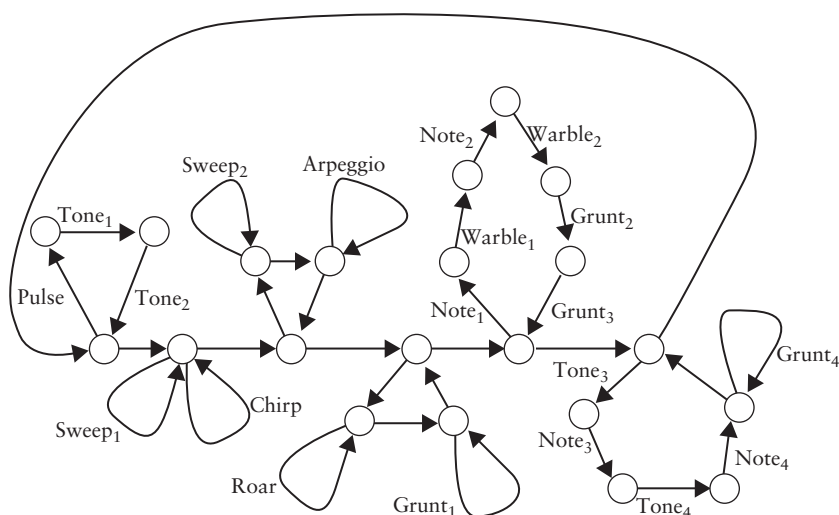 Note₂
Warble₂
Sweep₂
Arpeggio
Tone₁
Grunt₂
Warble₁
Pulse
Tone₂
Note₁
Grunt₃
Tone₃
Grunt₄
Chirp
Sweep₁
Note₃
Note₄
Roar
Grunt₁
Tone₄